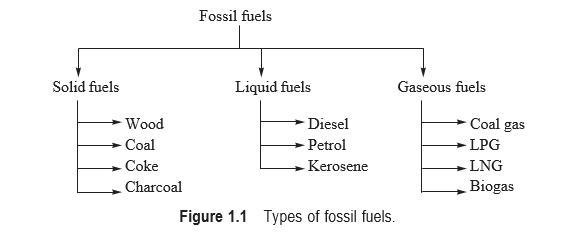 Fossil fuels
Solid fuels Liquid fuels Gaseous fuels
Wood Diesel Coal gas
Coal Petrol LPG
Coke Kerosene LNG
Charcoal Biogas
Figure 1.1 Types of fossil fuels.